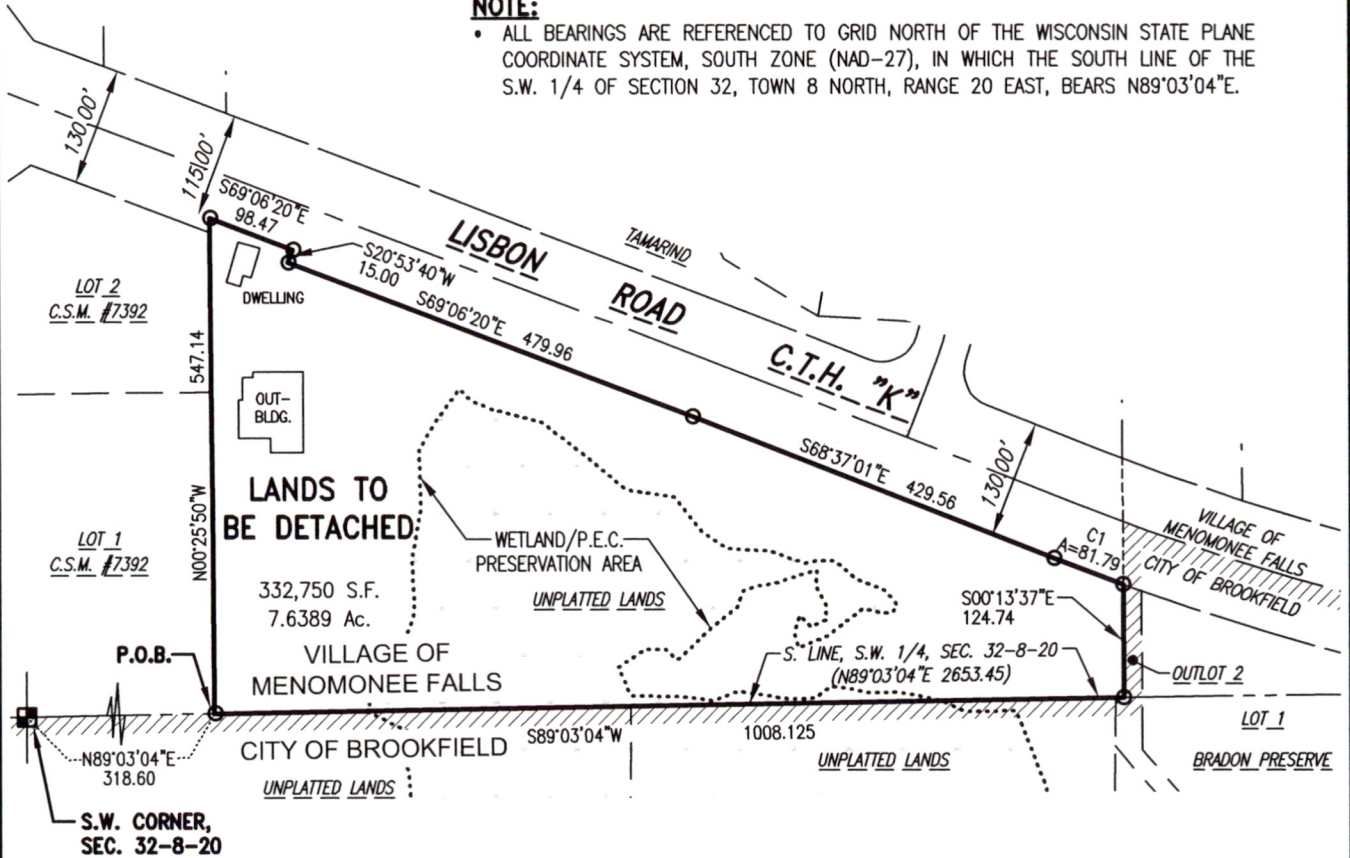 NOTE:
• ALL BEARINGS ARE REFERENCED TO GRID NORTH OF THE WISCONSIN STATE PLANE
COORDINATE SYSTEM, SOUTH ZONE (NAD-27), IN WHICH THE SOUTH LINE OF THE
S.W. 1/4 OF SECTION 32, TOWN 8 NORTH, RANGE 20 EAST, BEARS N89°03'04"E.
130.00'
115.00'
S69°06'20"E
98.47
S20°53'40"W
15.00
LISBON
ROAD
C.T.H. "K"
TAMARIND
DWELLING
LOT 2
C.S.M. #7392
S69°06'20"E 479.96
547.14
OUT-
BLDG.
S68°37'01"E 429.56
130.00'
LANDS TO
BE DETACHED
C1
A=81.79
VILLAGE OF
MENOMONEE FALLS
CITY OF BROOKFIELD
LOT 1
C.S.M. #7392
N00°25'50"W
WETLAND/P.E.C.
PRESERVATION AREA
332,750 S.F.
7.6389 Ac.
UNPLATTED LANDS
S00°13'37"E
124.74
P.O.B.
VILLAGE OF
MENOMONEE FALLS
S. LINE, S.W. 1/4, SEC. 32-8-20
(N89°03'04"E 2653.45)
OUTLOT 2
LOT 1
BRADON PRESERVE
N89°03'04"E
318.60
CITY OF BROOKFIELD
S89°03'04"W
1008.125
UNPLATTED LANDS
UNPLATTED LANDS
S.W. CORNER,
SEC. 32-8-20